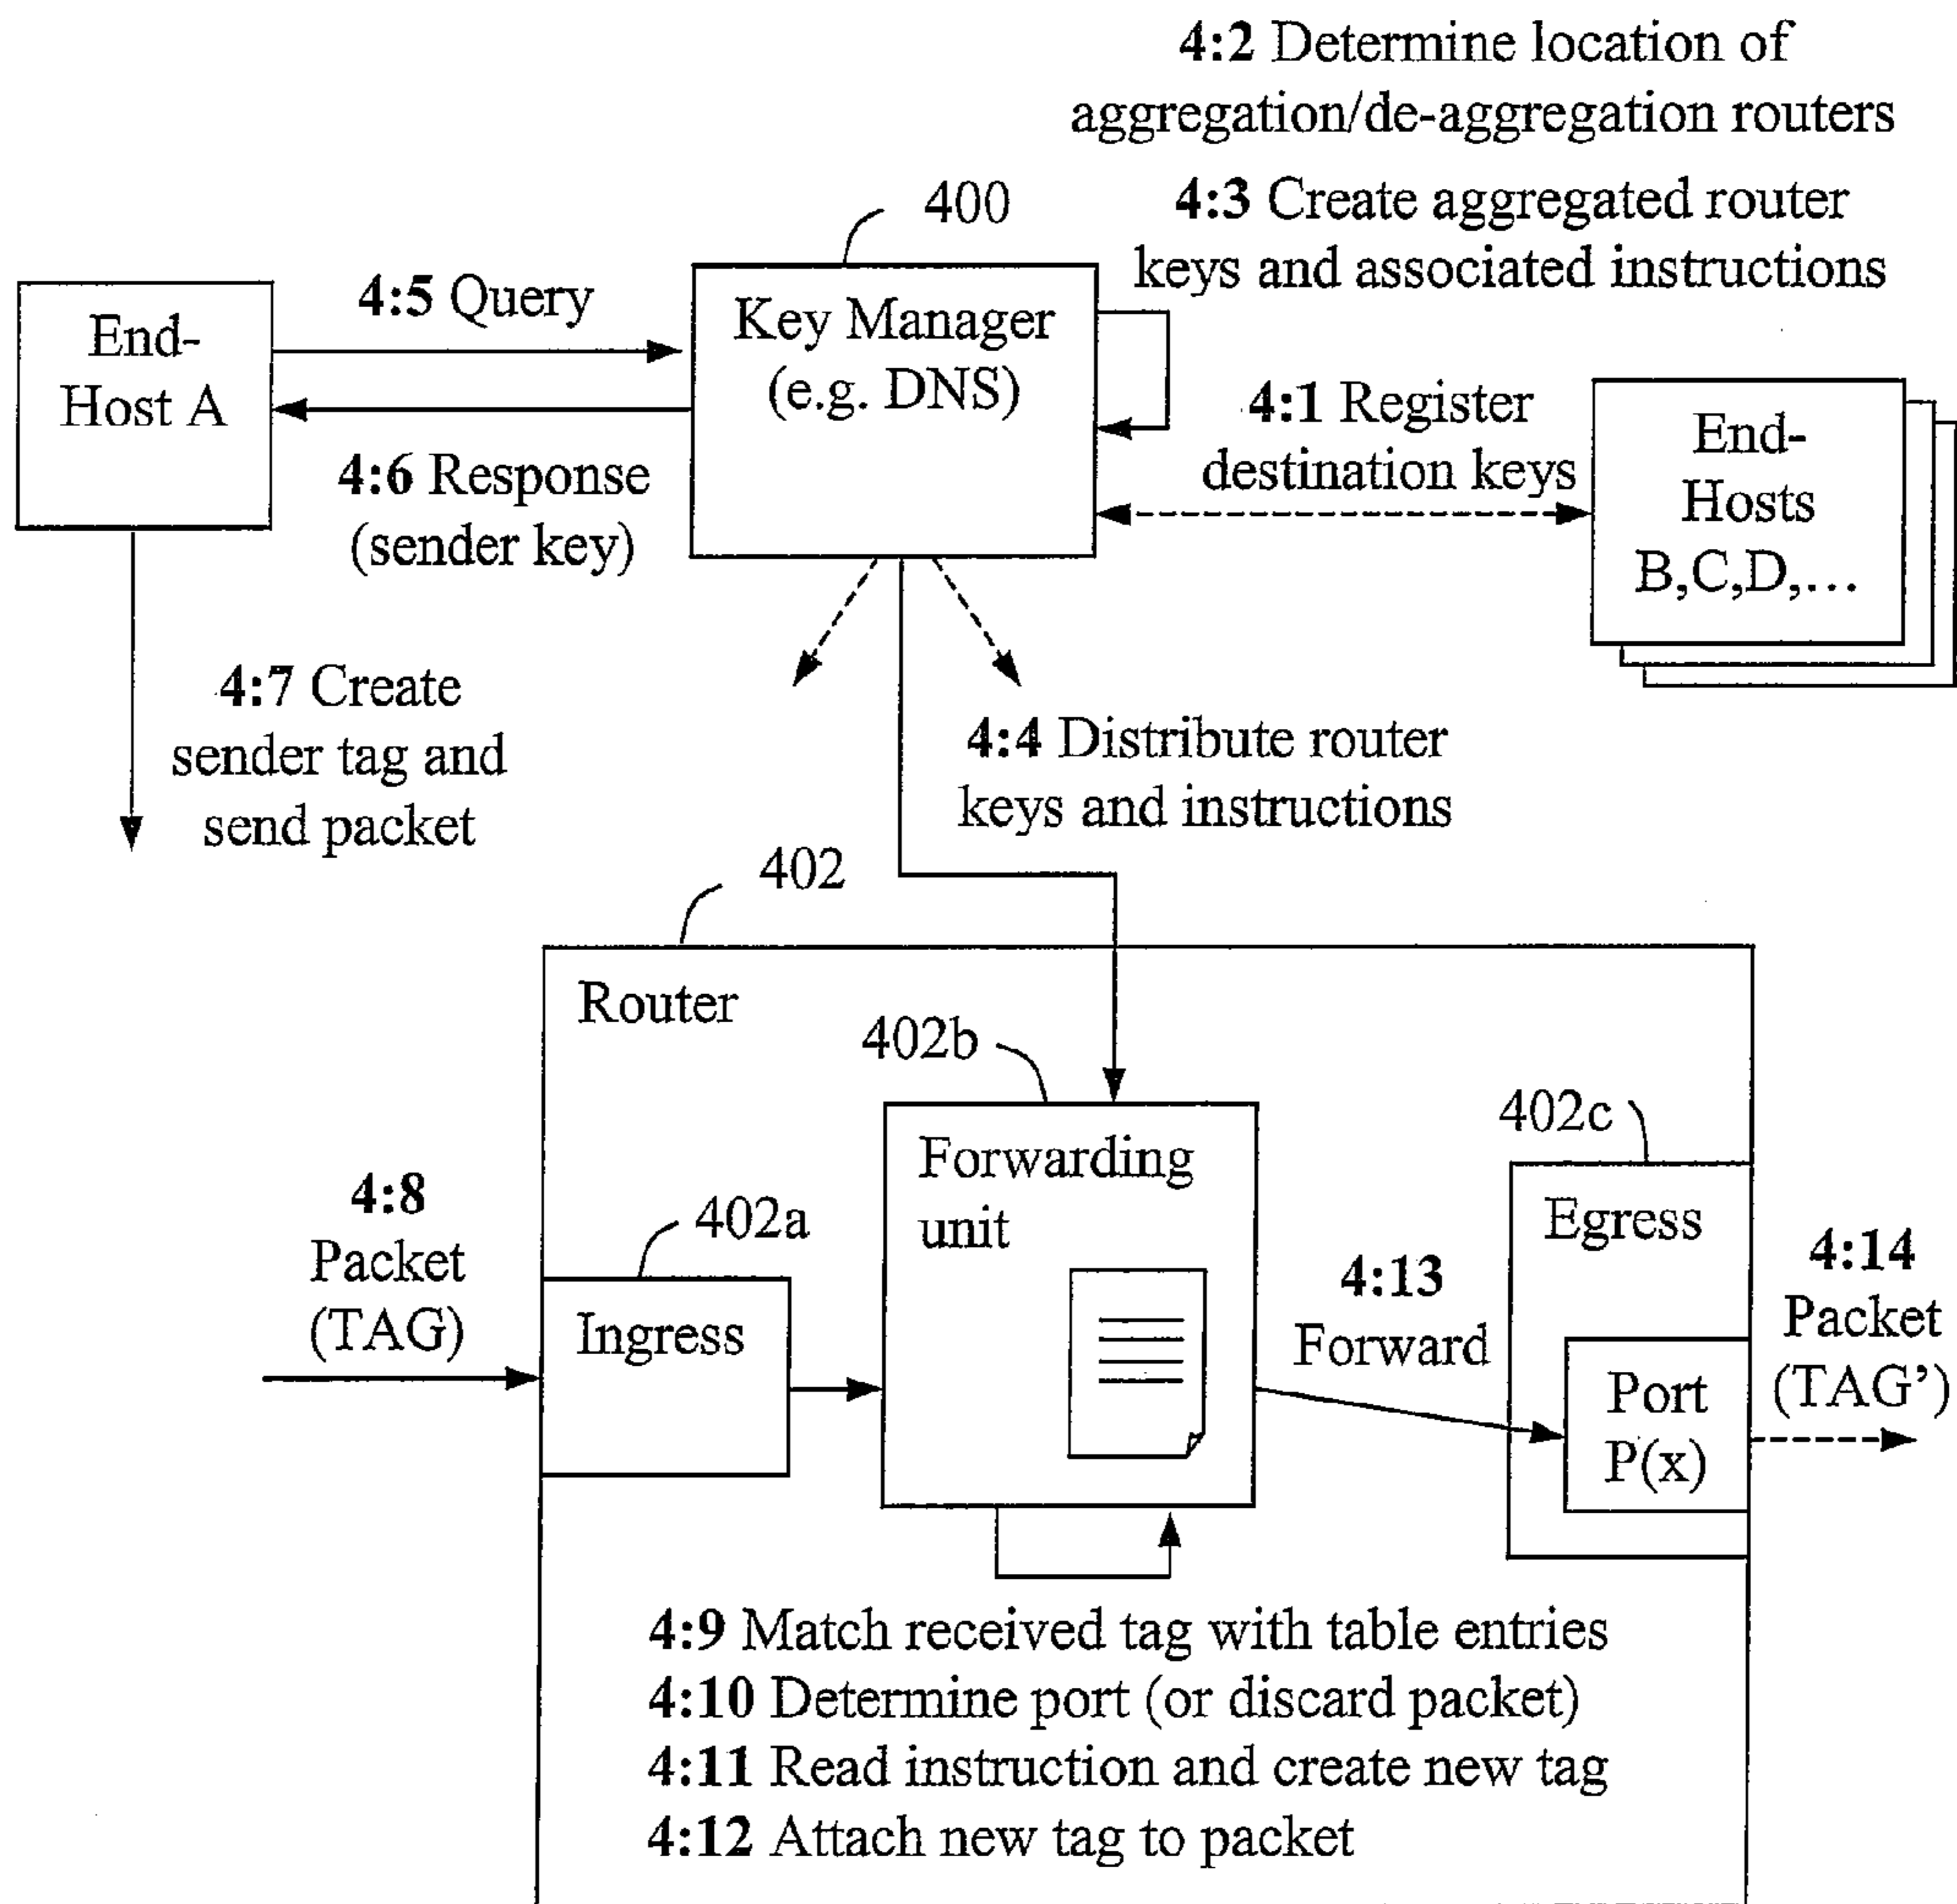 4:2 Determine location of
aggregation/de-aggregation routers
4:3 Create aggregated router
keys and associated instructions
400
Key Manager
(e.g. DNS)
End-
Host A
4:5 Query
4:6 Response
(sender key)
4:1 Register
destination keys
End-
Hosts
B,C,D,...
4:7 Create
sender tag and
send packet
4:4 Distribute router
keys and instructions
402
Router
402b
Forwarding
unit
402c
Egress
4:8
Packet
(TAG)
402a
Ingress
4:13
Forward
Port
P(x)
4:14
Packet
(TAG’)
4:9 Match received tag with table entries
4:10 Determine port (or discard packet)
4:11 Read instruction and create new tag
4:12 Attach new tag to packet